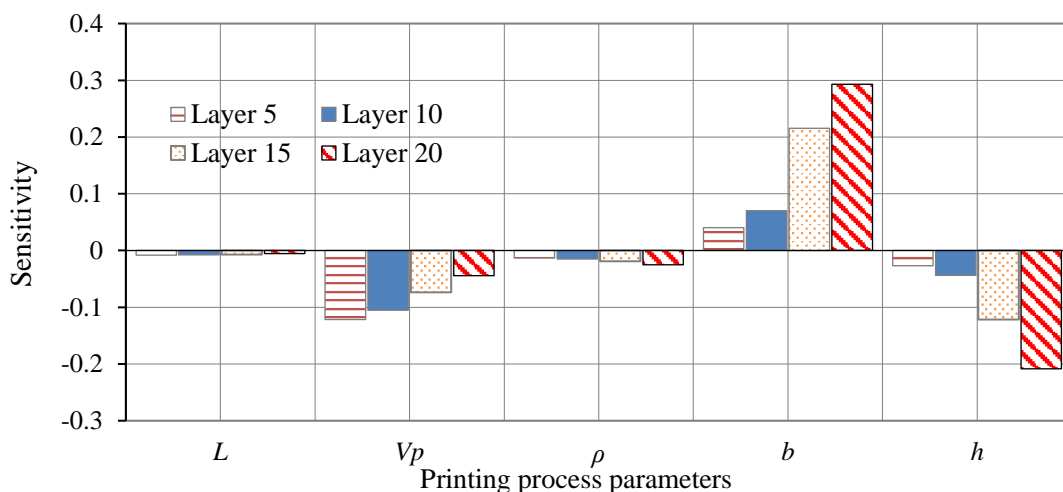 0.4
0.3
0.2
0.1
0
-0.1
-0.2
-0.3
Sensitivity
Layer 5 Layer 10
Layer 15 Layer 20
L Vp ρ b h
Printing process parameters